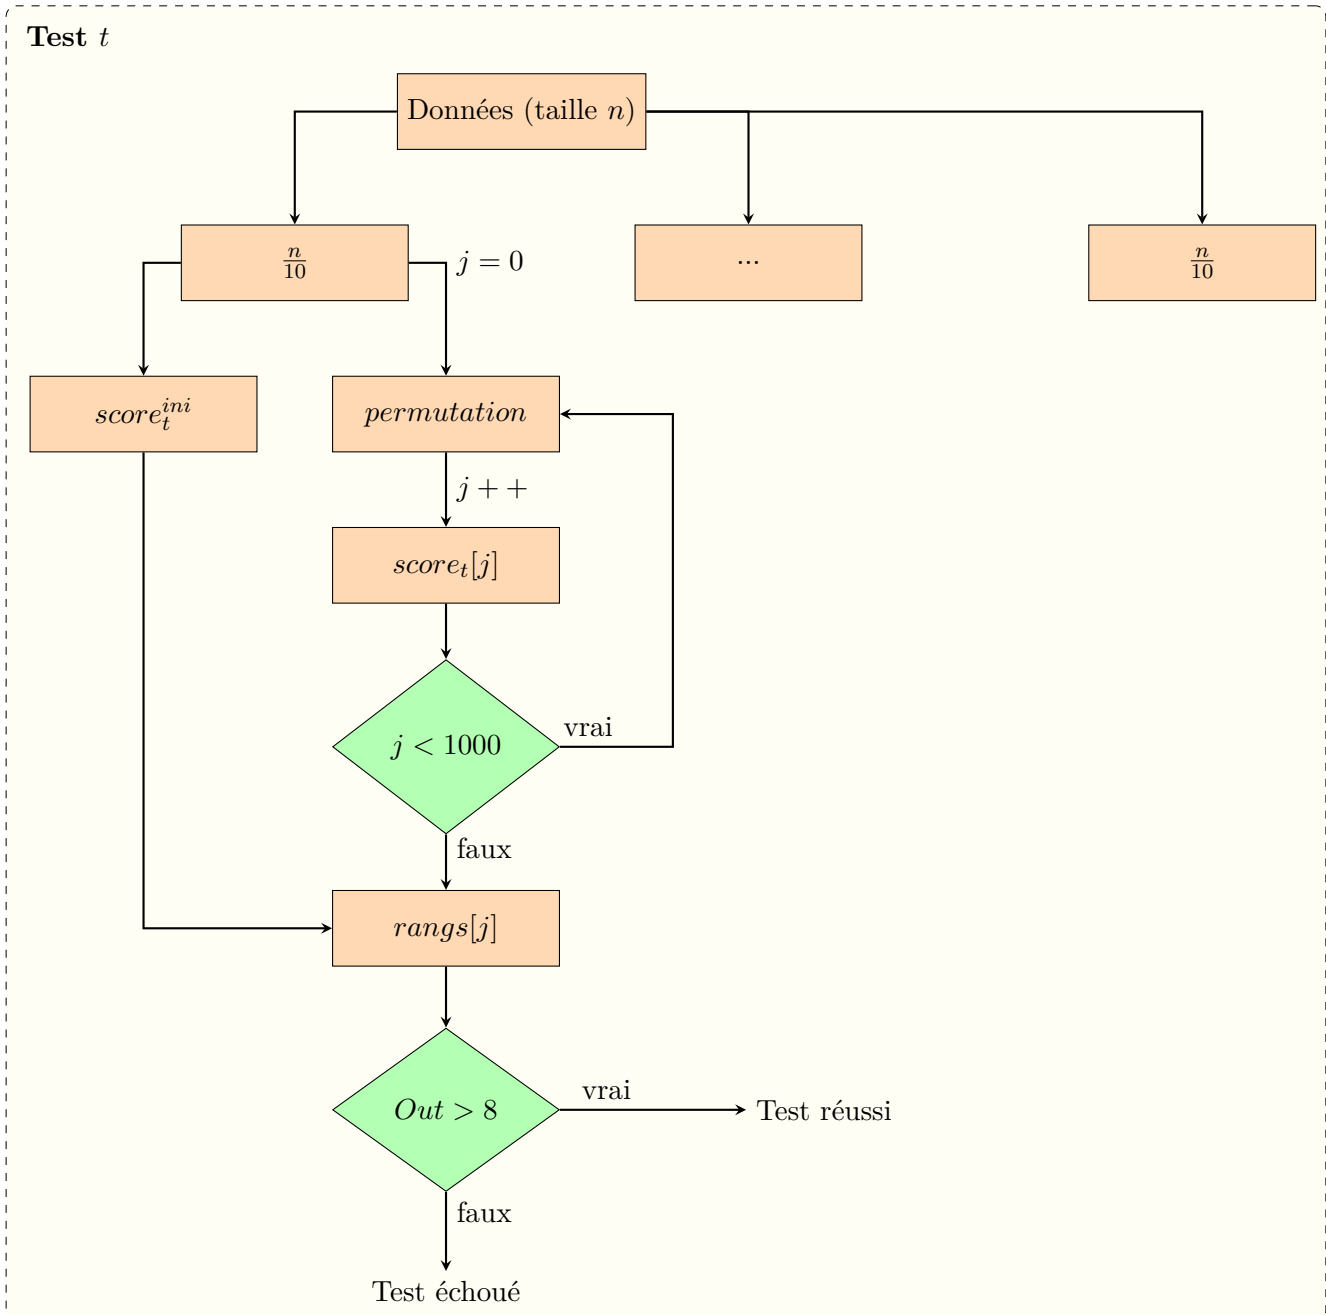 Test t
Données (taille n)
n/10
j = 0
...
n/10
score_t^{ini}
permutation
j + +
score_t[j]
j < 1000
vrai
faux
rangs[j]
Out > 8
vrai
Test réussi
faux
Test échoué